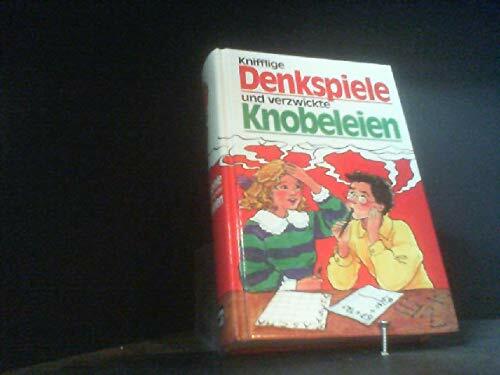 Knifflige
Denkspiele
und verzwickte
Knobeleien